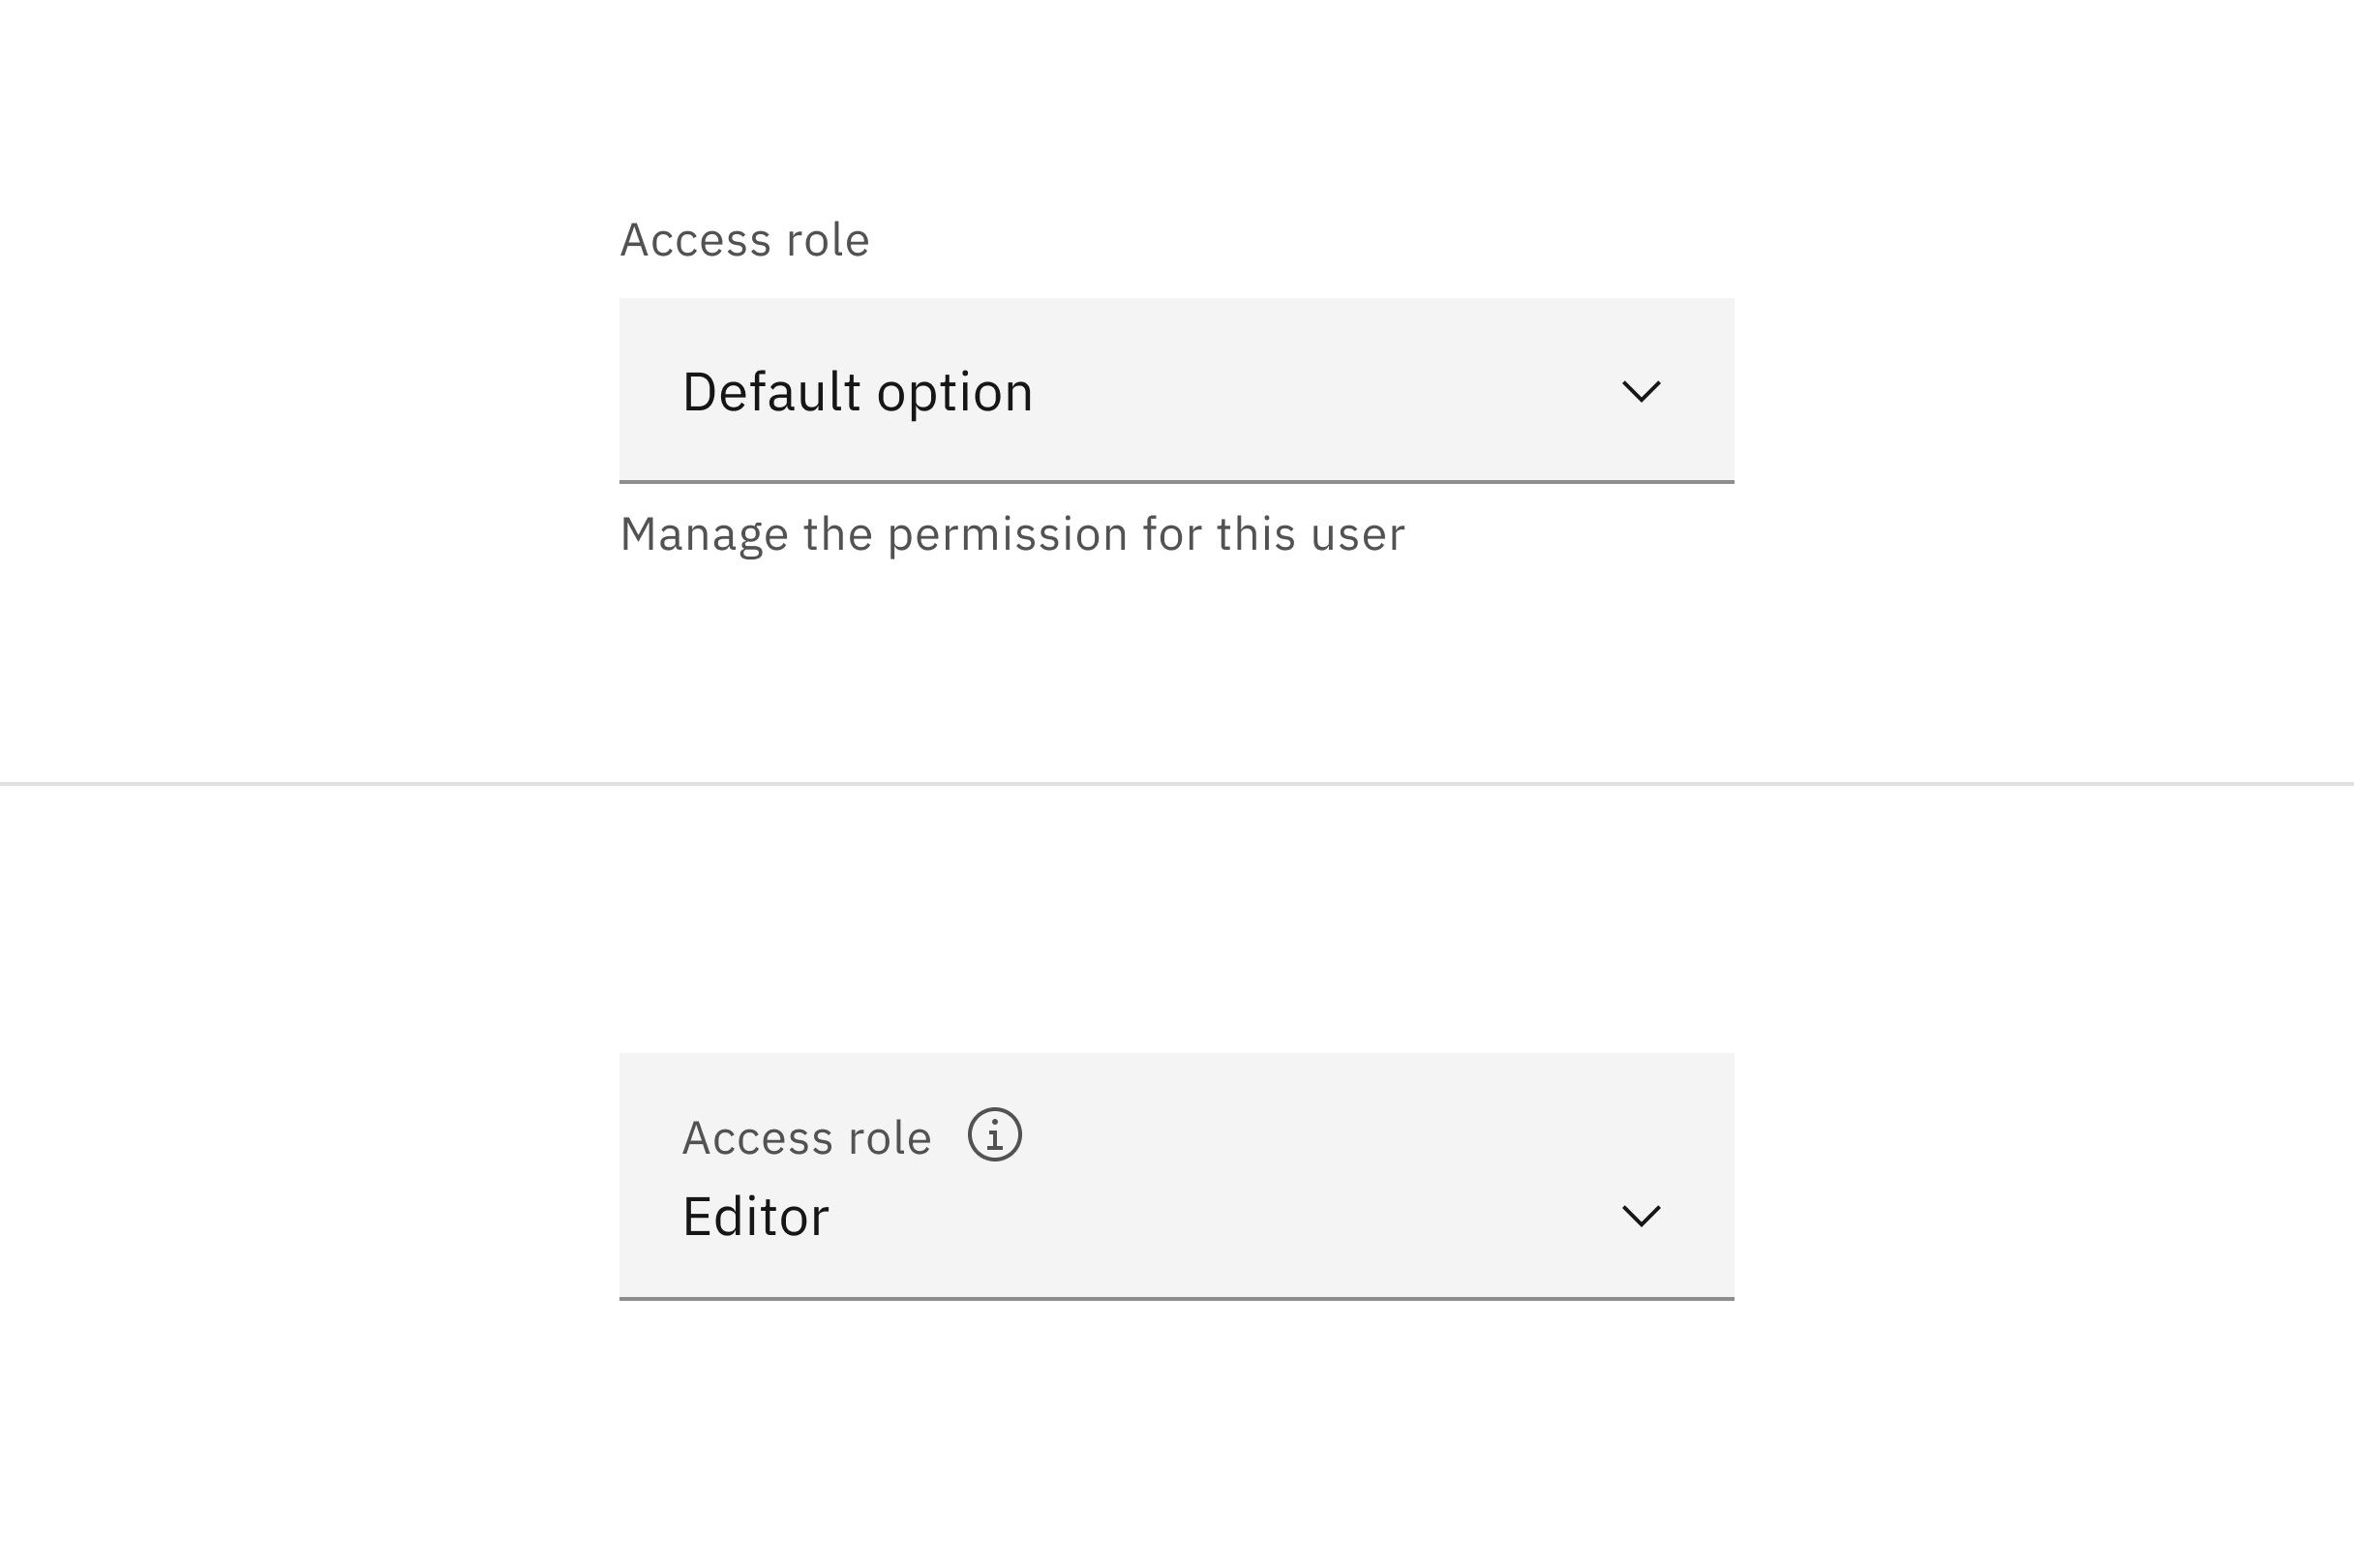 Access role
Default option
Manage the permission for this user
Access role
Editor